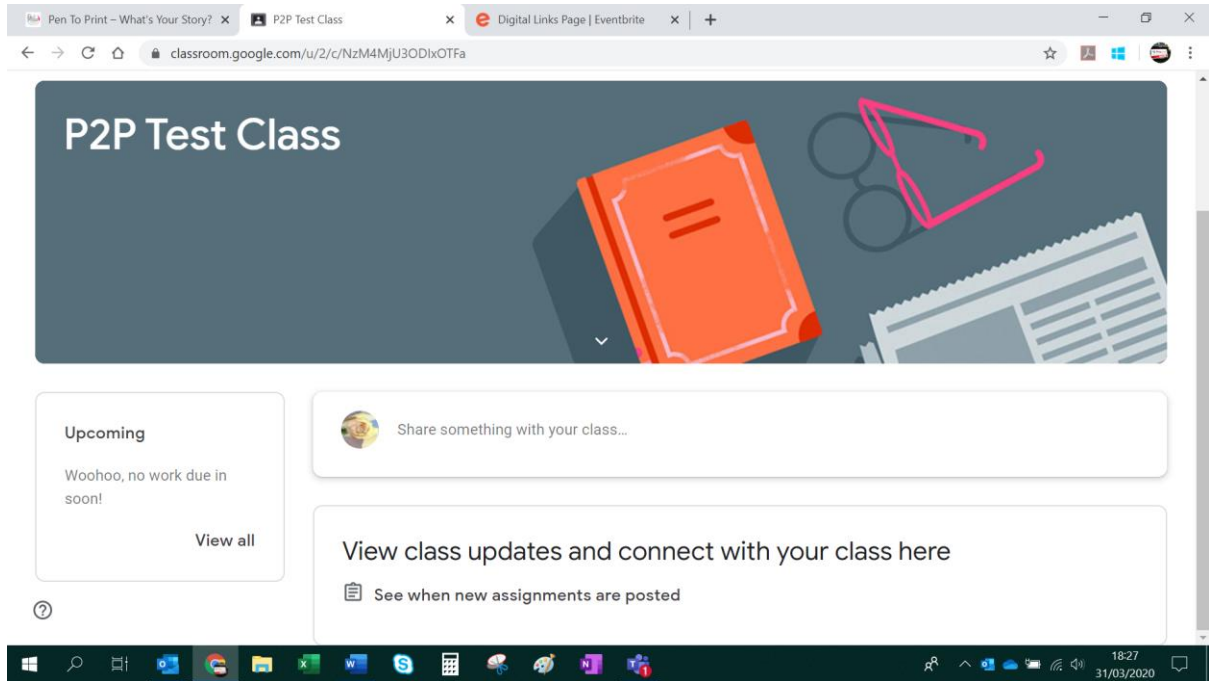 Pen To Print – What's Your Story?
P2P Test Class
Digital Links Page | Eventbrite
classroom.google.com/u/2/c/NzM4MjU3ODIxOTFa
P2P Test Class
Upcoming
Woohoo, no work due in
soon!
View all
Share something with your class...
View class updates and connect with your class here
See when new assignments are posted
18:27
31/03/2020